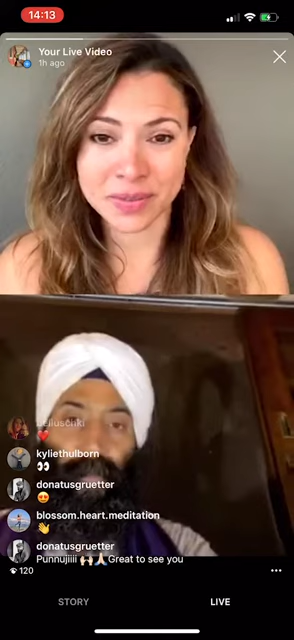 14:13
Your Live Video
1h ago
kyliethulborn
👀
donatusgruetter
😍
blossom.heart.meditation
👋
donatusgruetter
Punnujiiii 🙌🏻🙏🏻Great to see you
120
STORY
LIVE